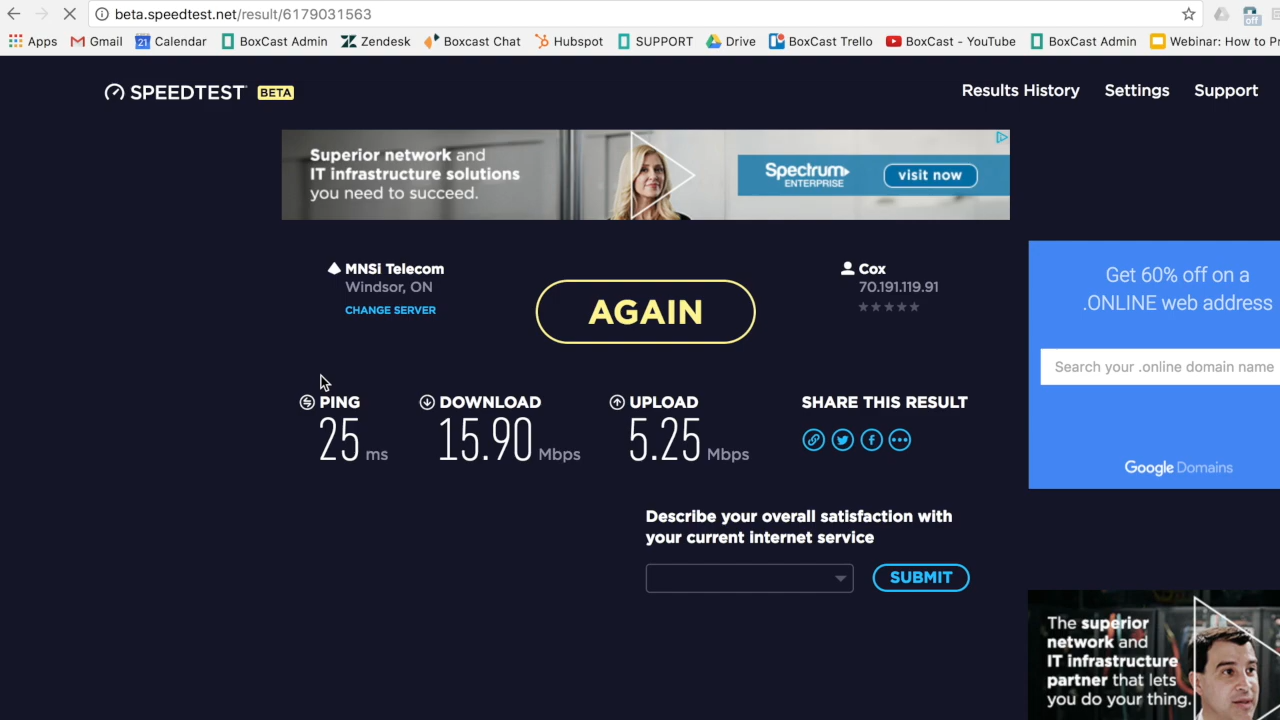 beta.speedtest.net/result/6179031563
off
Apps Gmail 21 Calendar BoxCast Admin Zendesk Boxcast Chat Hubspot SUPPORT Drive BoxCast Trello BoxCast - YouTube BoxCast Admin Webinar: How to Pr
SPEEDTEST BETA
Results History Settings Support
Superior network and
IT infrastructure solutions
you need to succeed.
Spectrum
ENTERPRISE
visit now
MNSi Telecom
Windsor, ON
CHANGE SERVER
AGAIN
Cox
70.191.119.91
Get 60% off on a
.ONLINE web address
Search your .online domain name
Google Domains
PING
25 ms
DOWNLOAD
15.90 Mbps
UPLOAD
5.25 Mbps
SHARE THIS RESULT
Describe your overall satisfaction with
your current internet service
SUBMIT
The superior
network and
IT infrastructure
partner that lets
you do your thing.